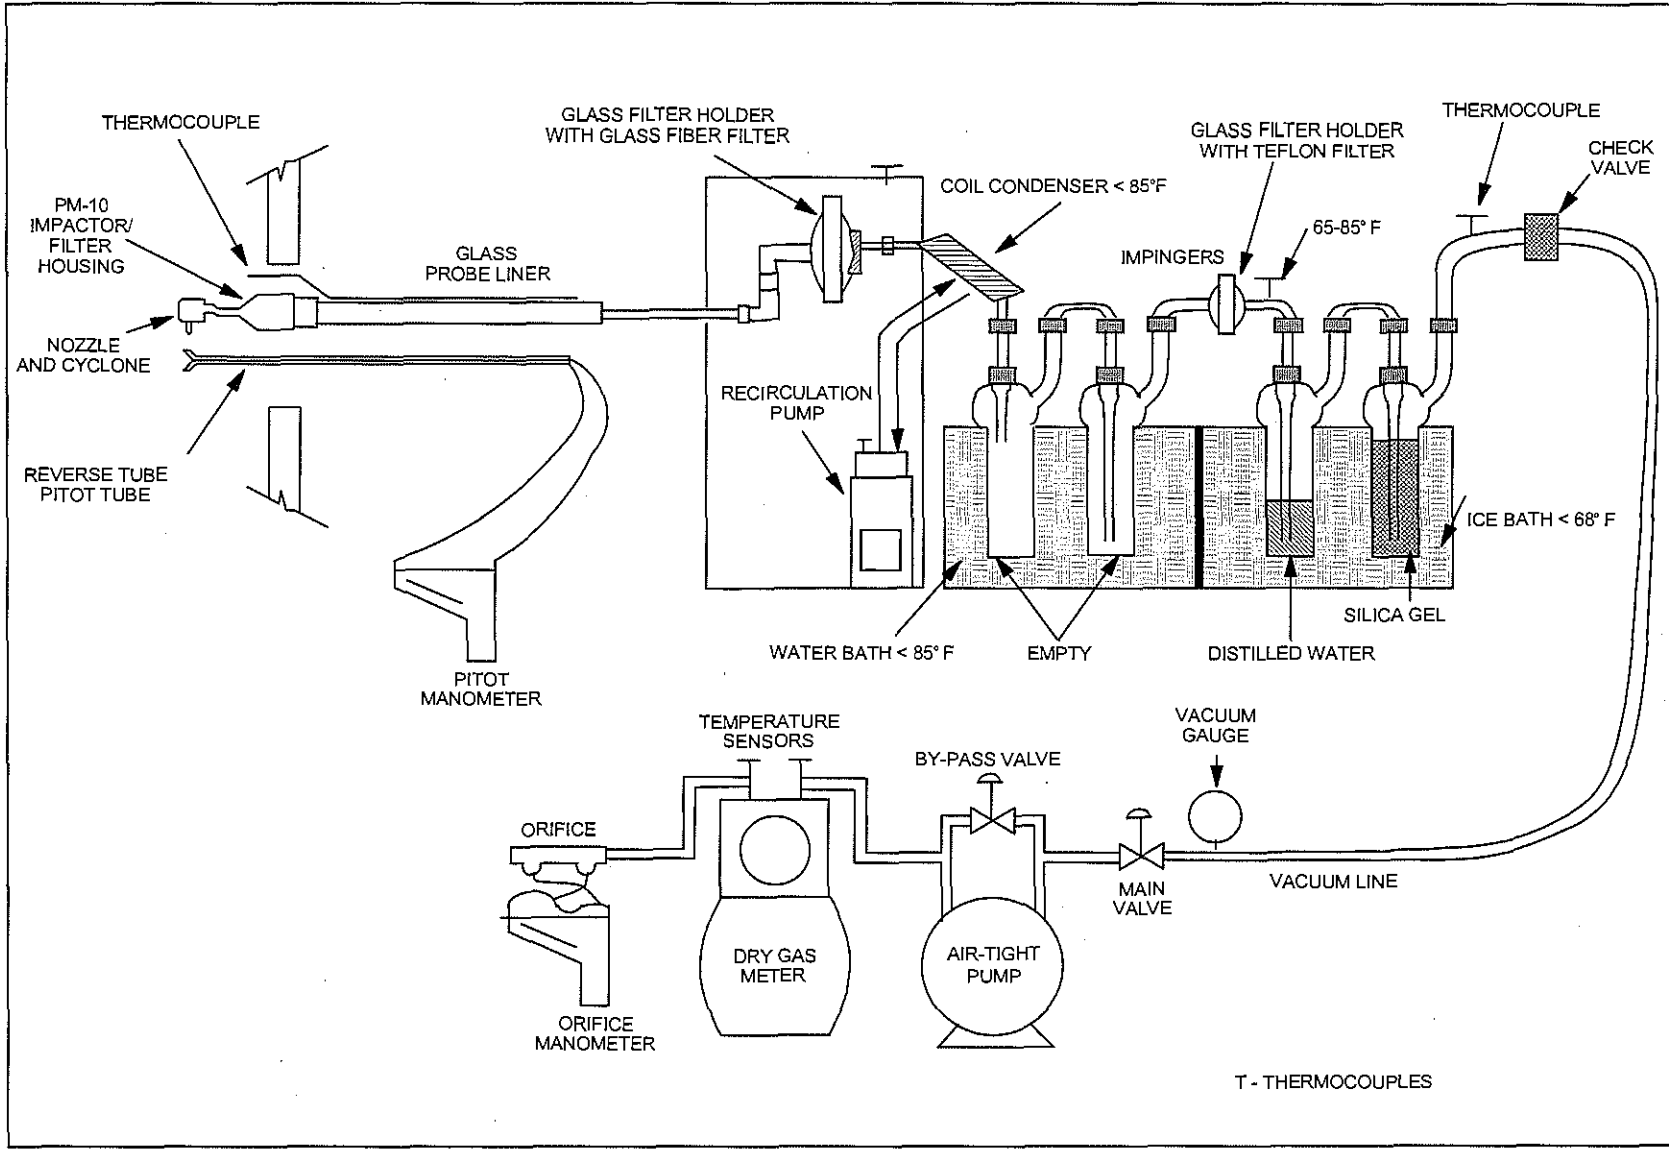 THERMOCOUPLE
PM-10
IMPACTOR/
FILTER
HOUSING
GLASS
PROBE LINER
NOZZLE
AND CYCLONE
REVERSE TUBE
PITOT TUBE
PITOT
MANOMETER
GLASS FILTER HOLDER
WITH GLASS FIBER FILTER
COIL CONDENSER < 85°F
RECIRCULATION
PUMP
GLASS FILTER HOLDER
WITH TEFLON FILTER
65-85° F
IMPINGERS
THERMOCOUPLE
CHECK
VALVE
ICE BATH < 68° F
SILICA GEL
WATER BATH < 85° F
EMPTY
DISTILLED WATER
TEMPERATURE
SENSORS
BY-PASS VALVE
VACUUM
GAUGE
ORIFICE
MAIN
VALVE
VACUUM LINE
DRY GAS
METER
AIR-TIGHT
PUMP
ORIFICE
MANOMETER
T - THERMOCOUPLES